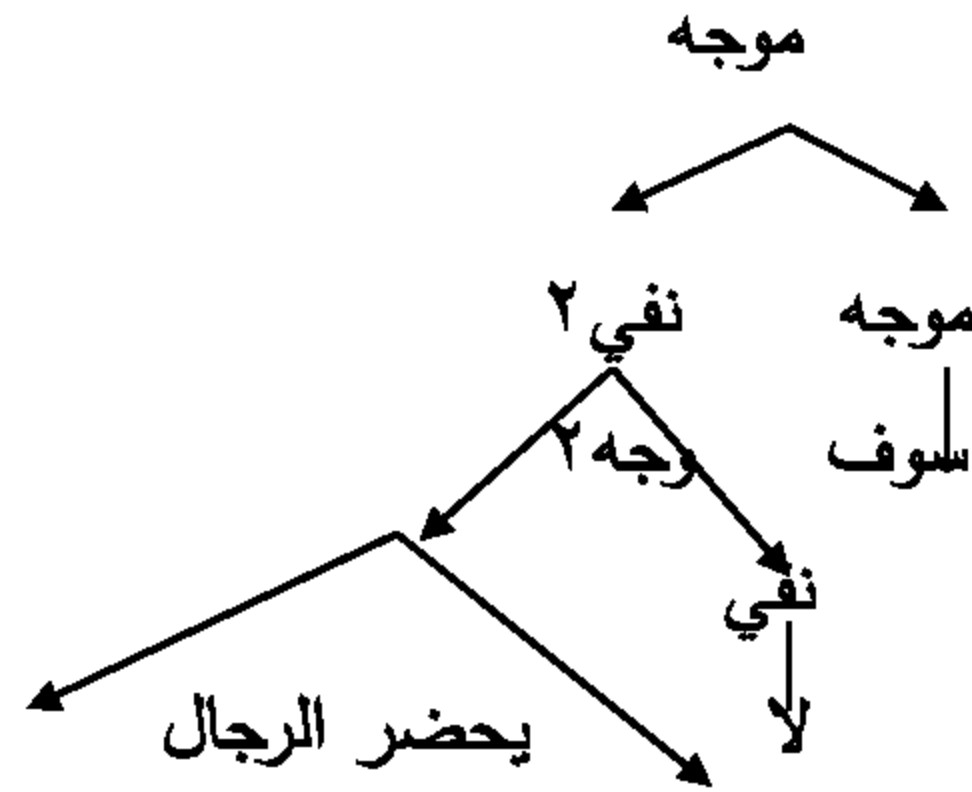 موجه
موجه نفي٢
سوف وجه٢
نفي
لا يحضر الرجال